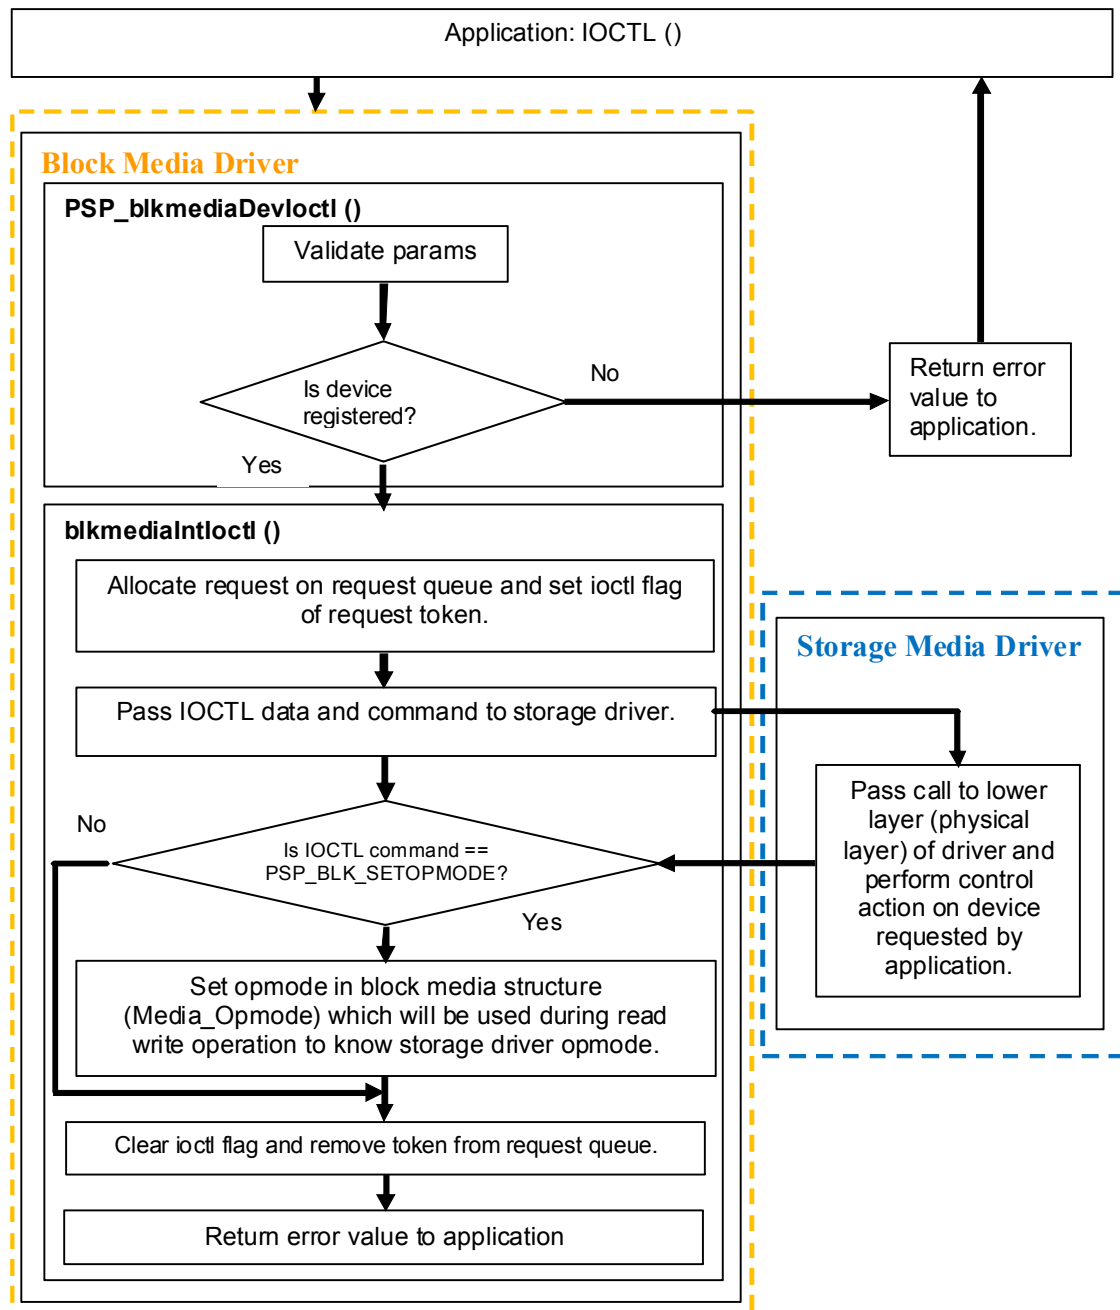 Application: IOCTL ()
Block Media Driver
PSP_blkmediaDevIoctl ()
Validate params
Is device
registered?
No
Yes
Return error
value to
application.
blkmediaIntIoctl ()
Allocate request on request queue and set ioctl flag
of request token.
Pass IOCTL data and command to storage driver.
Storage Media Driver
Pass call to lower
layer (physical
layer) of driver and
perform control
action on device
requested by
application.
No
Is IOCTL command ==
PSP_BLK_SETOPMODE?
Yes
Set opmode in block media structure
(Media_Opmode) which will be used during read
write operation to know storage driver opmode.
Clear ioctl flag and remove token from request queue.
Return error value to application